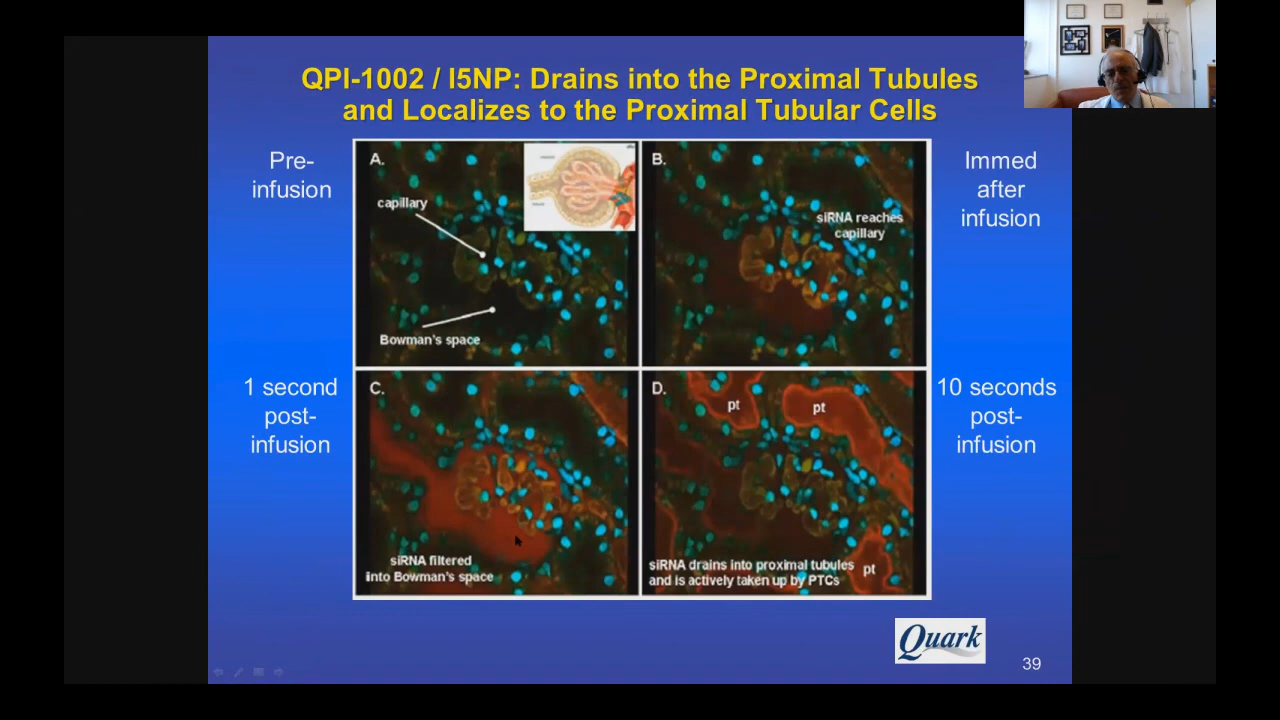 QPI-1002 / I5NP: Drains into the Proximal Tubules
and Localizes to the Proximal Tubular Cells
Pre-
infusion
A.
capillary
Bowman's space
B.
siRNA reaches
capillary
Immed
after
infusion
1 second
post-
infusion
C.
siRNA filtered
into Bowman's space
D.
pt
pt
siRNA drains into proximal tubules
and is actively taken up by PTCs
pt
10 seconds
post-
infusion
Quark
39